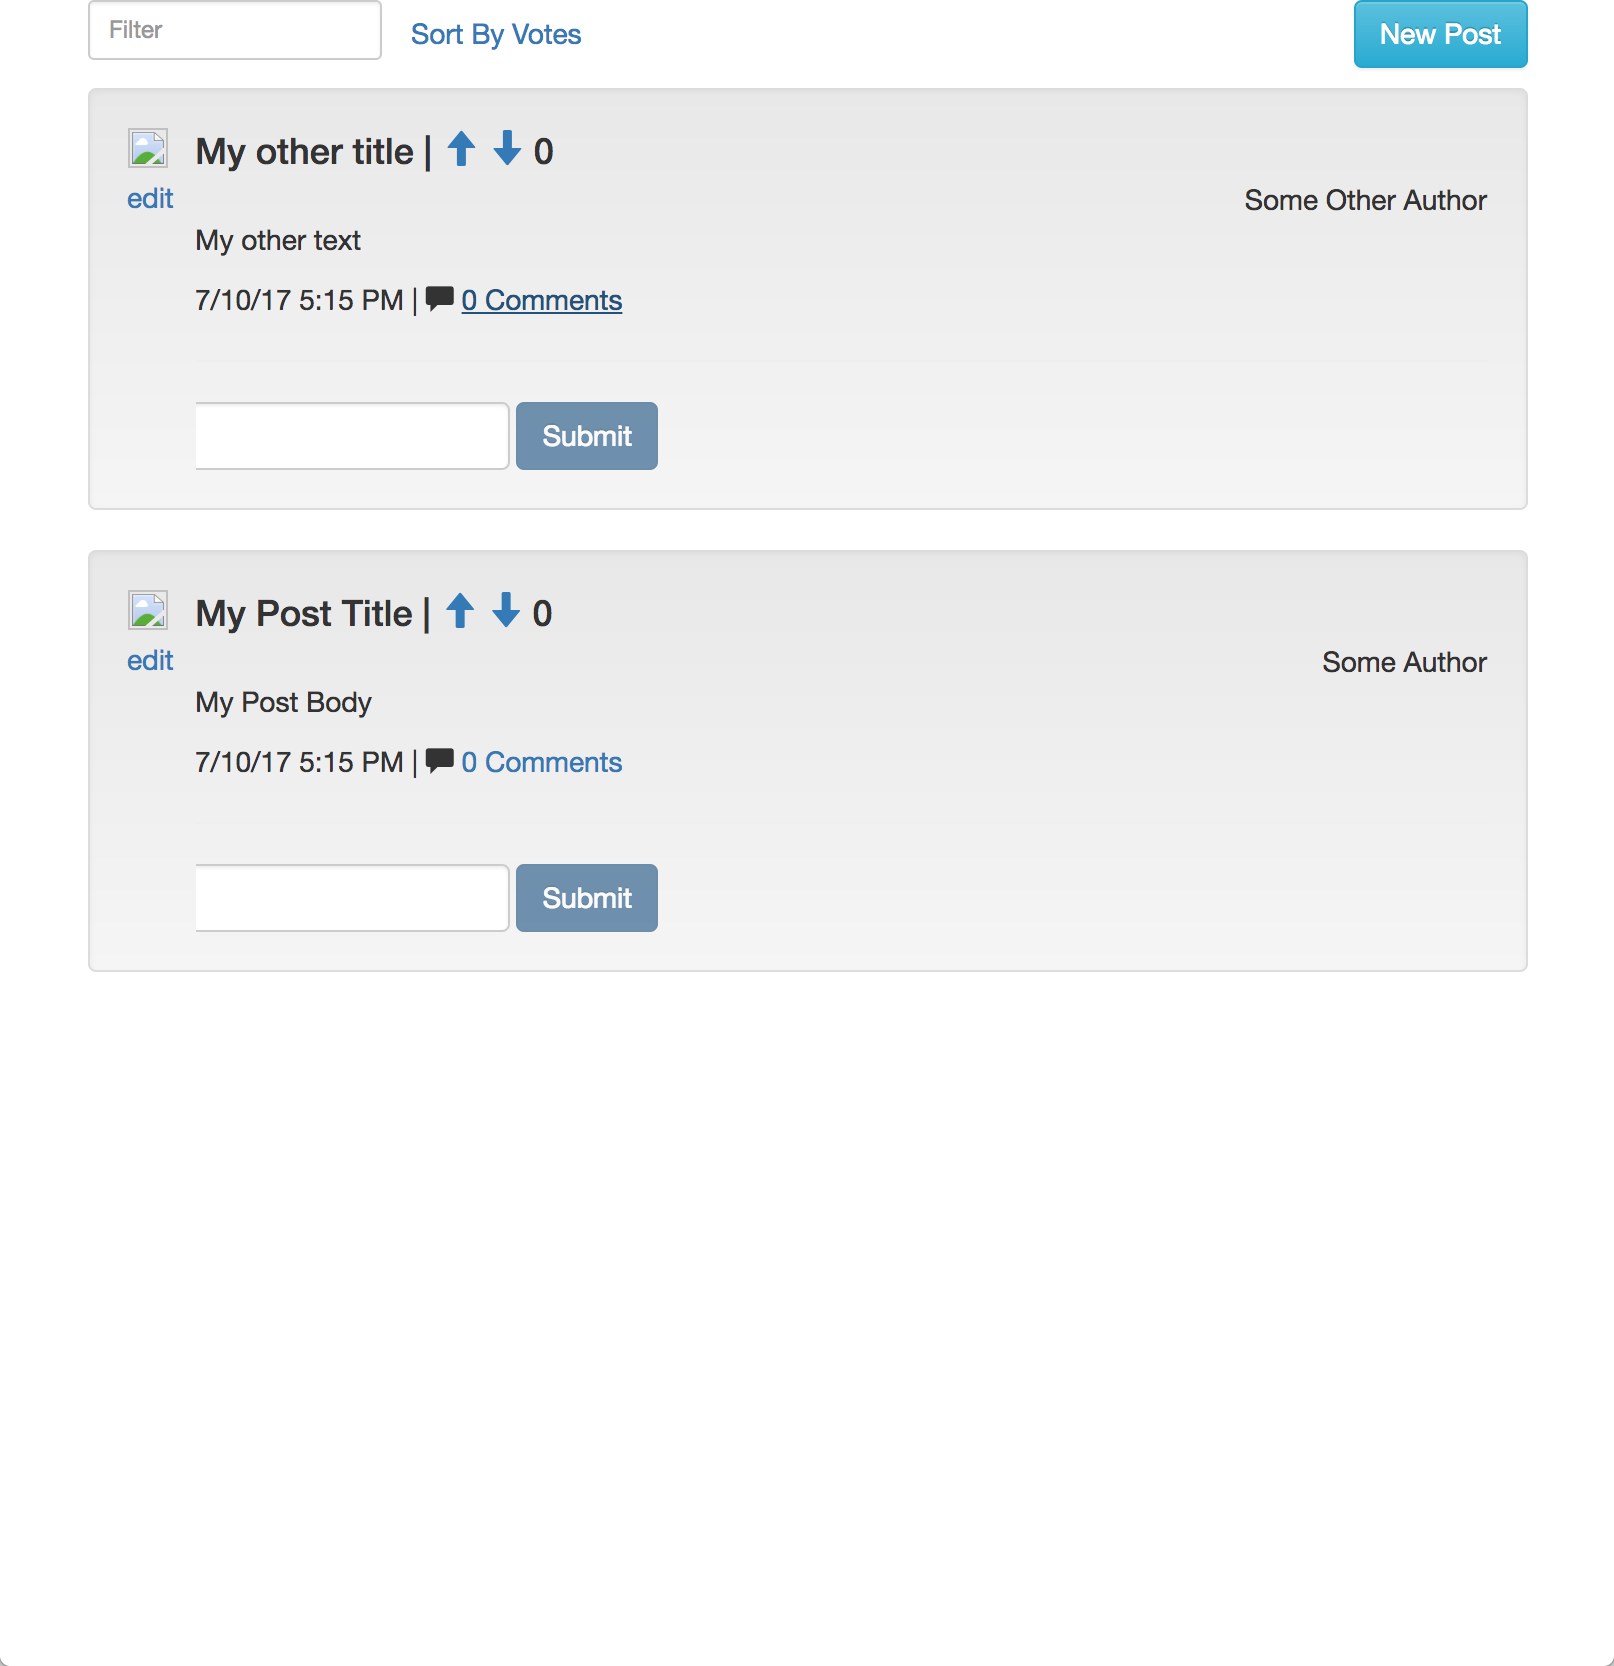 Filter Sort By Votes New Post
My other title | 0
edit Some Other Author
My other text
7/10/17 5:15 PM | 0 Comments
Submit
My Post Title | 0
edit Some Author
My Post Body
7/10/17 5:15 PM | 0 Comments
Submit